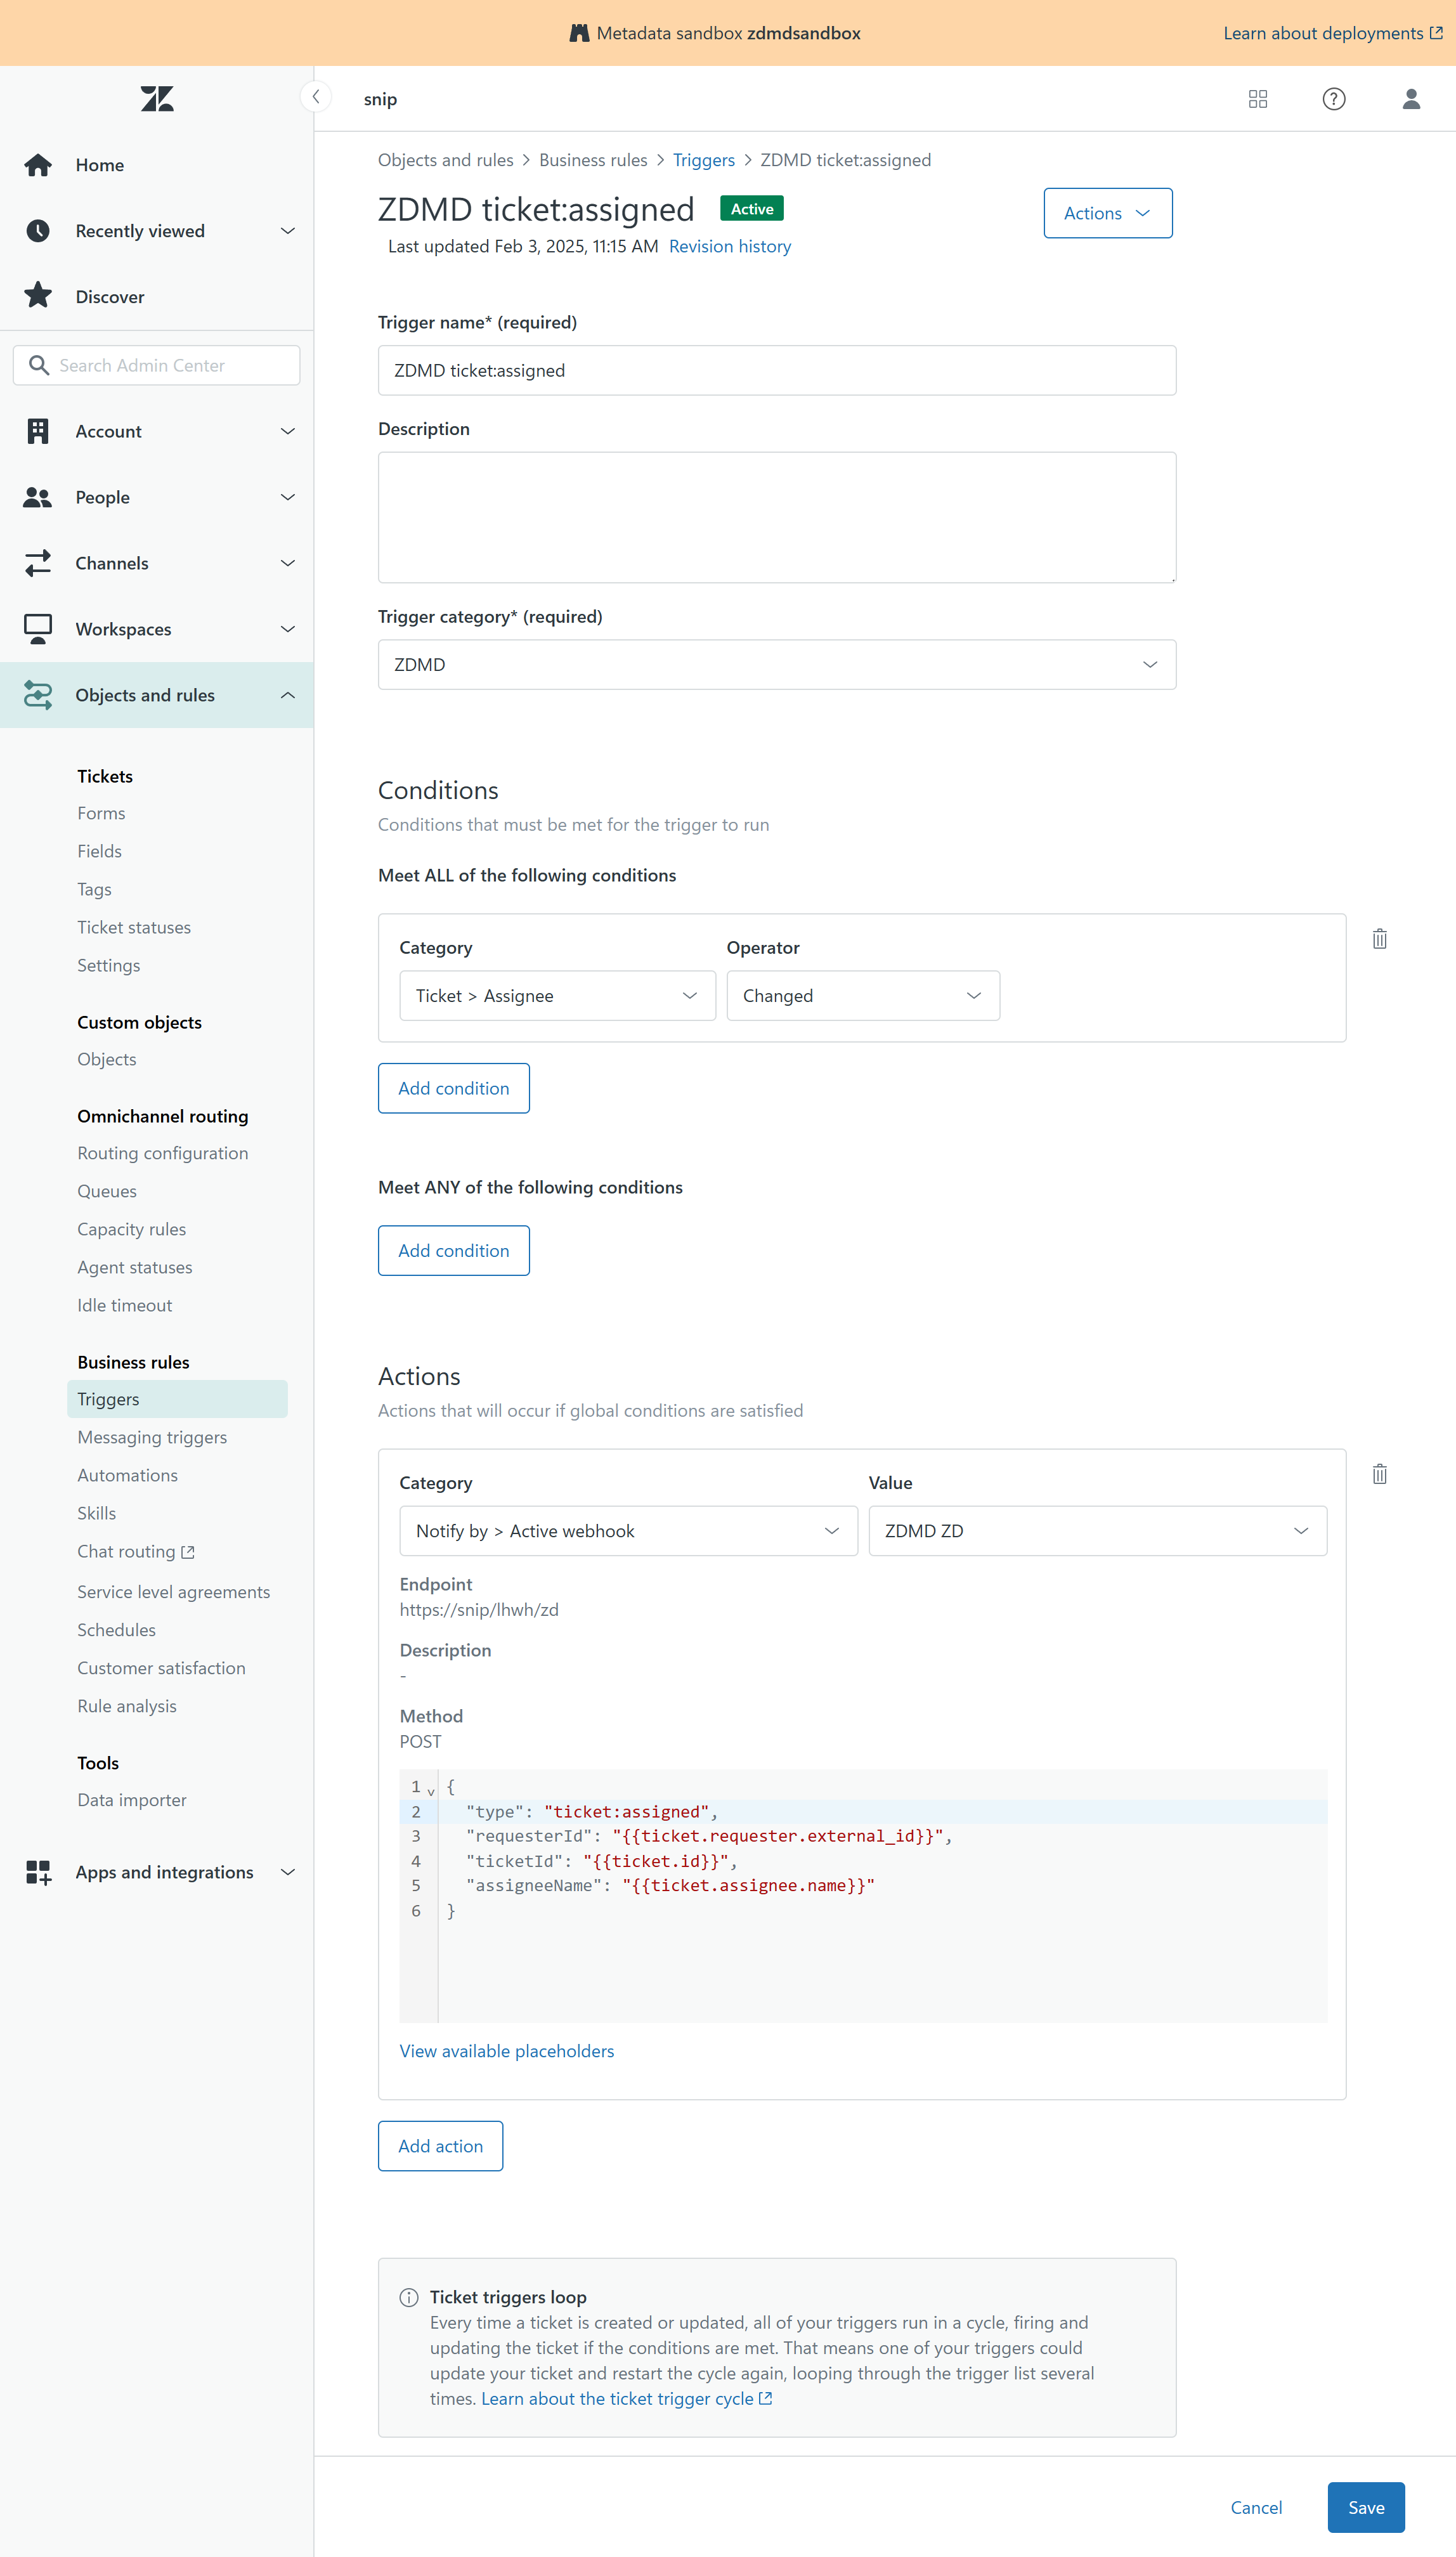 Metadata sandbox zdmdsandbox
Learn about deployments
snip
Home
Recently viewed
Discover
Search Admin Center
Account
People
Channels
Workspaces
Objects and rules
Tickets
Forms
Fields
Tags
Ticket statuses
Settings
Custom objects
Objects
Omnichannel routing
Routing configuration
Queues
Capacity rules
Agent statuses
Idle timeout
Business rules
Triggers
Messaging triggers
Automations
Skills
Chat routing
Service level agreements
Schedules
Customer satisfaction
Rule analysis
Tools
Data importer
Apps and integrations
Objects and rules > Business rules > Triggers > ZDMD ticket:assigned
ZDMD ticket:assigned Active
Actions
Last updated Feb 3, 2025, 11:15 AM Revision history
Trigger name* (required)
ZDMD ticket:assigned
Description
Trigger category* (required)
ZDMD
Conditions
Conditions that must be met for the trigger to run
Meet ALL of the following conditions
Category Operator
Ticket > Assignee Changed
Add condition
Meet ANY of the following conditions
Add condition
Actions
Actions that will occur if global conditions are satisfied
Category Value
Notify by > Active webhook ZDMD ZD
Endpoint
https://snip/lhwh/zd
Description
-
Method
POST
1 {
2 "type": "ticket:assigned",
3 "requesterId": "{{ticket.requester.external_id}}",
4 "ticketId": "{{ticket.id}}",
5 "assigneeName": "{{ticket.assignee.name}}"
6 }
View available placeholders
Add action
Ticket triggers loop
Every time a ticket is created or updated, all of your triggers run in a cycle, firing and
updating the ticket if the conditions are met. That means one of your triggers could
update your ticket and restart the cycle again, looping through the trigger list several
times. Learn about the ticket trigger cycle
Cancel
Save